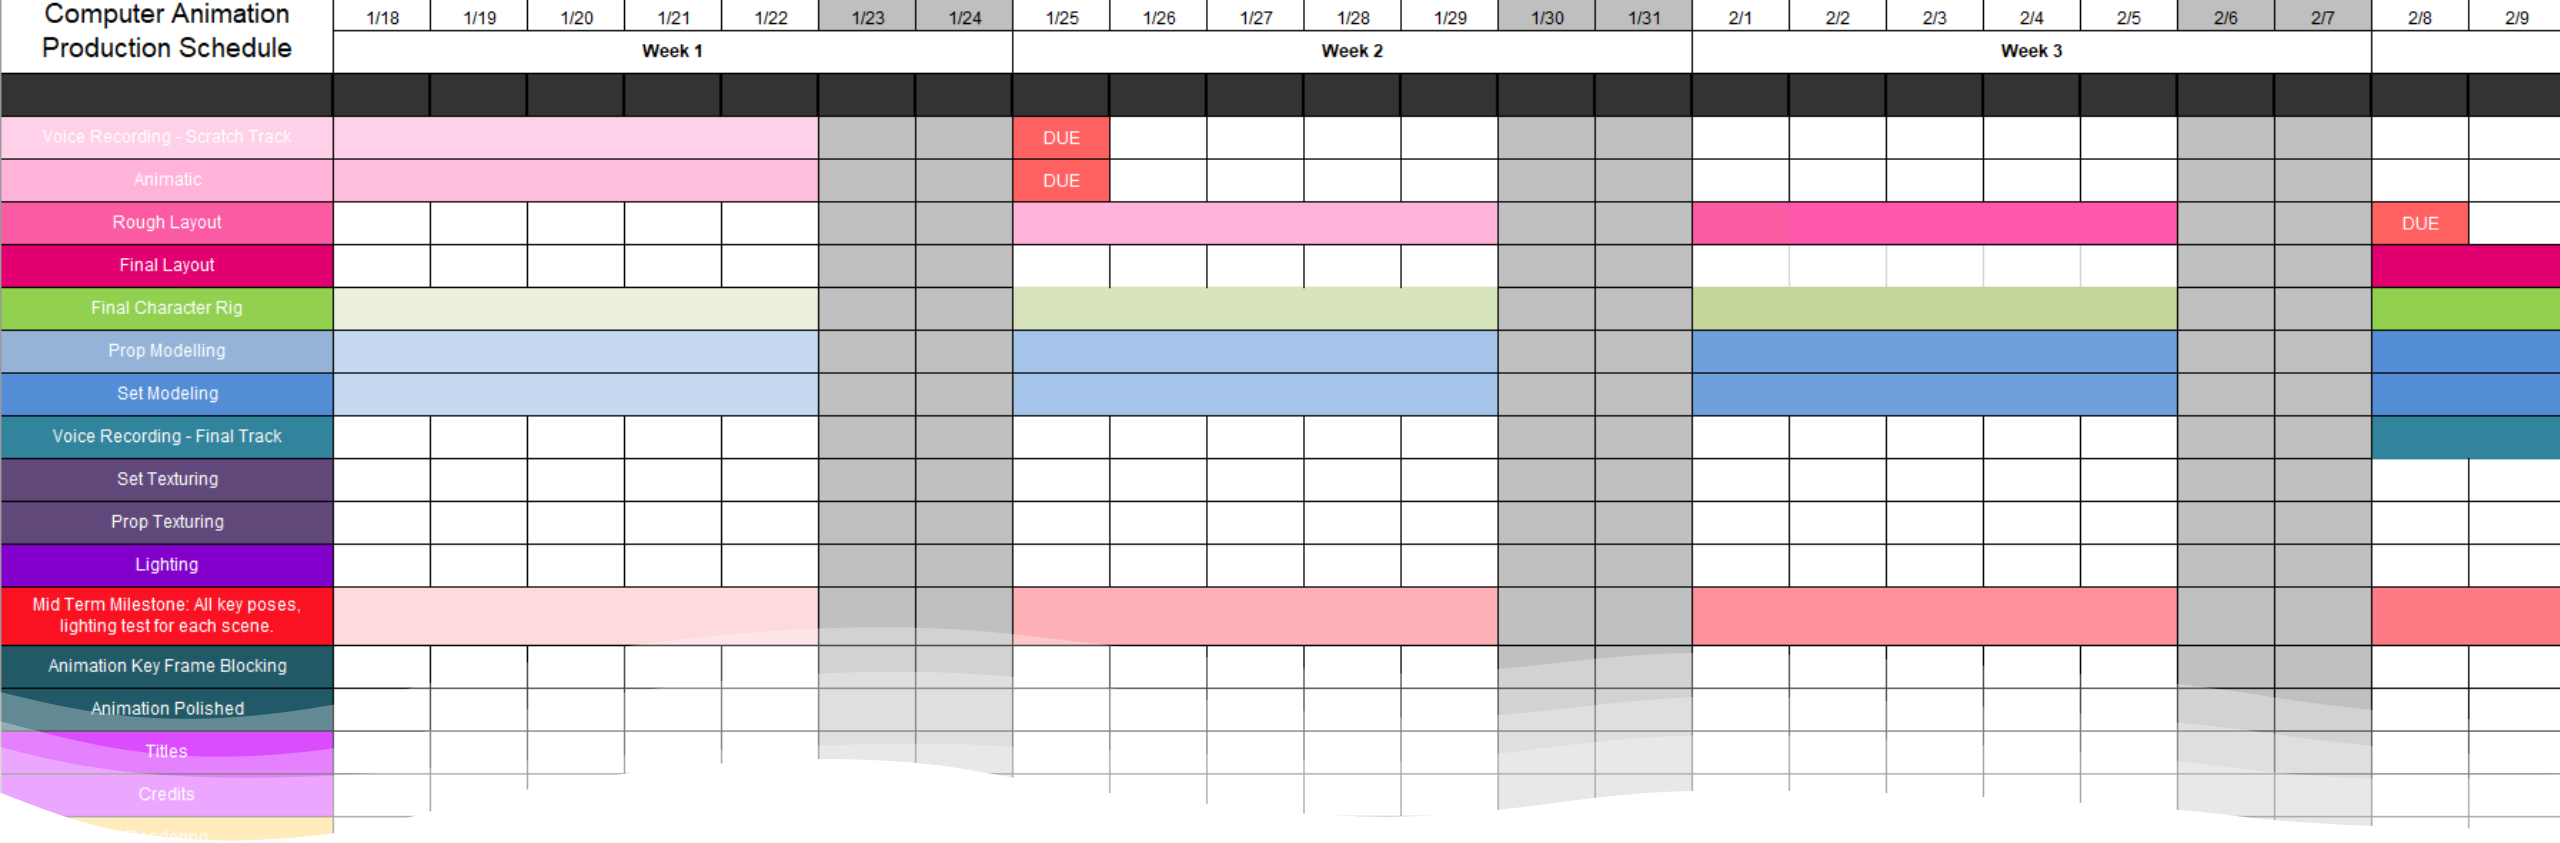 Computer Animation
Production Schedule
1/18 1/19 1/20 1/21 1/22 1/23 1/24 1/25 1/26 1/27 1/28 1/29 1/30 1/31 2/1 2/2 2/3 2/4 2/5 2/6 2/7 2/8 2/9
Week 1 Week 2 Week 3
Voice Recording - Scratch Track DUE
Animatic DUE
Rough Layout DUE
Final Layout
Final Character Rig
Prop Modelling
Set Modeling
Voice Recording - Final Track
Set Texturing
Prop Texturing
Lighting
Mid Term Milestone: All key poses,
lighting test for each scene.
Animation Key Frame Blocking
Animation Polished
Titles
Credits
Rendering